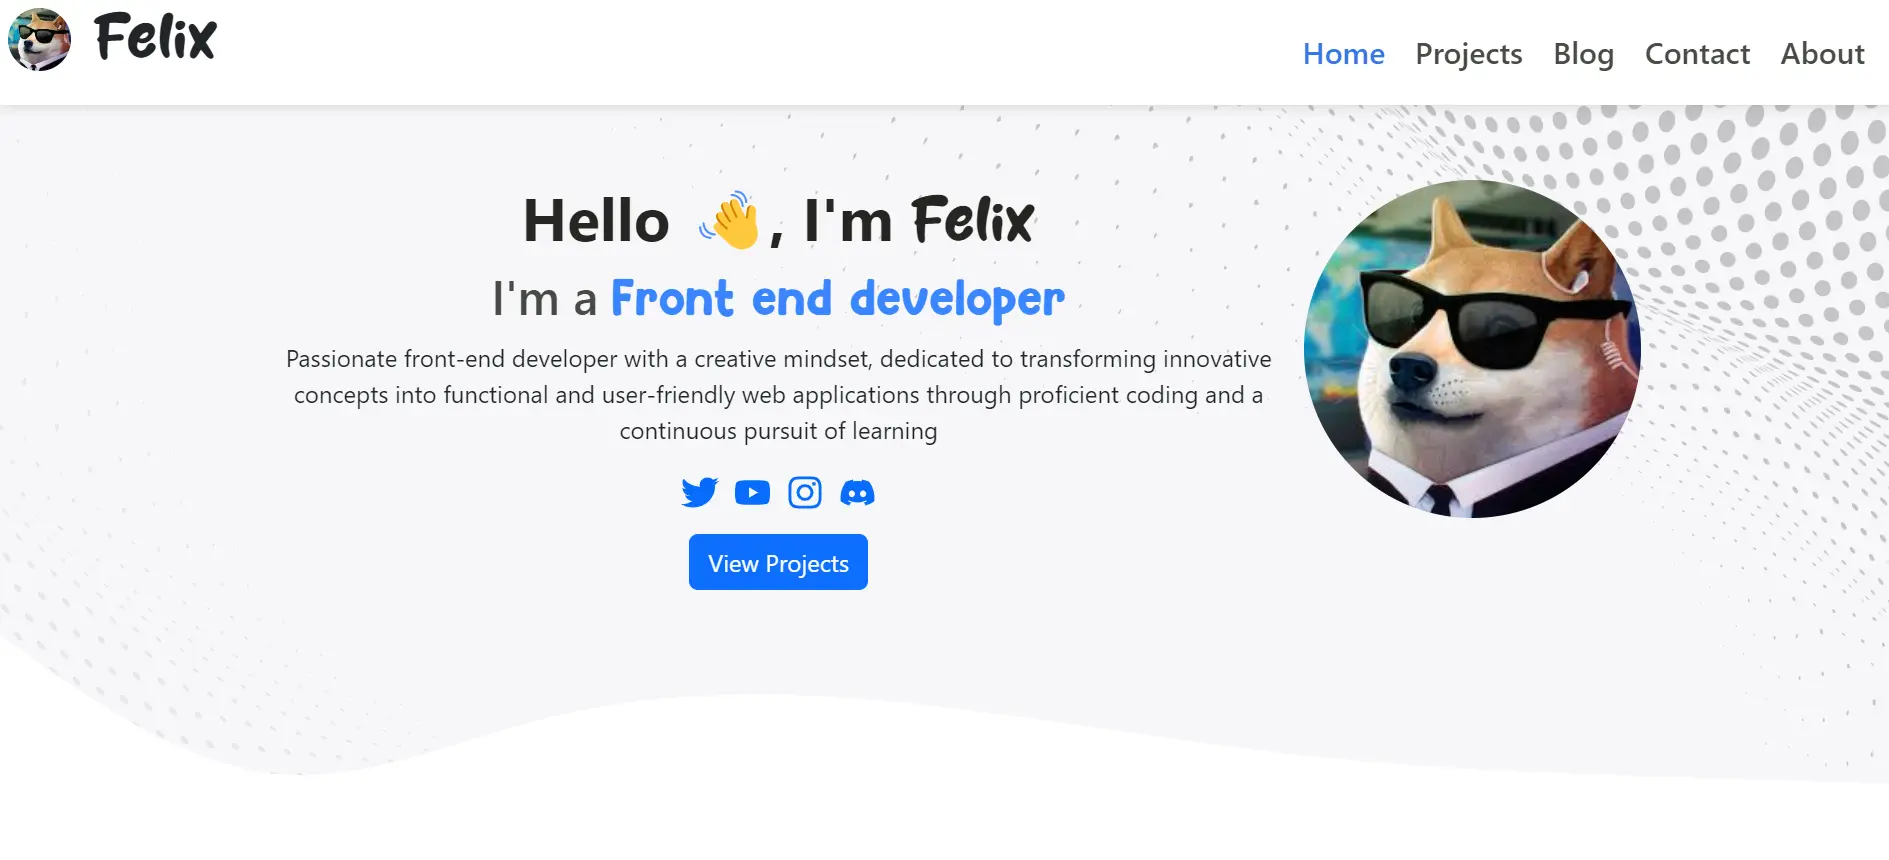 Felix
Home Projects Blog Contact About
Hello 👋, I'm Felix
I'm a Front end developer
Passionate front-end developer with a creative mindset, dedicated to transforming innovative
concepts into functional and user-friendly web applications through proficient coding and a
continuous pursuit of learning
View Projects